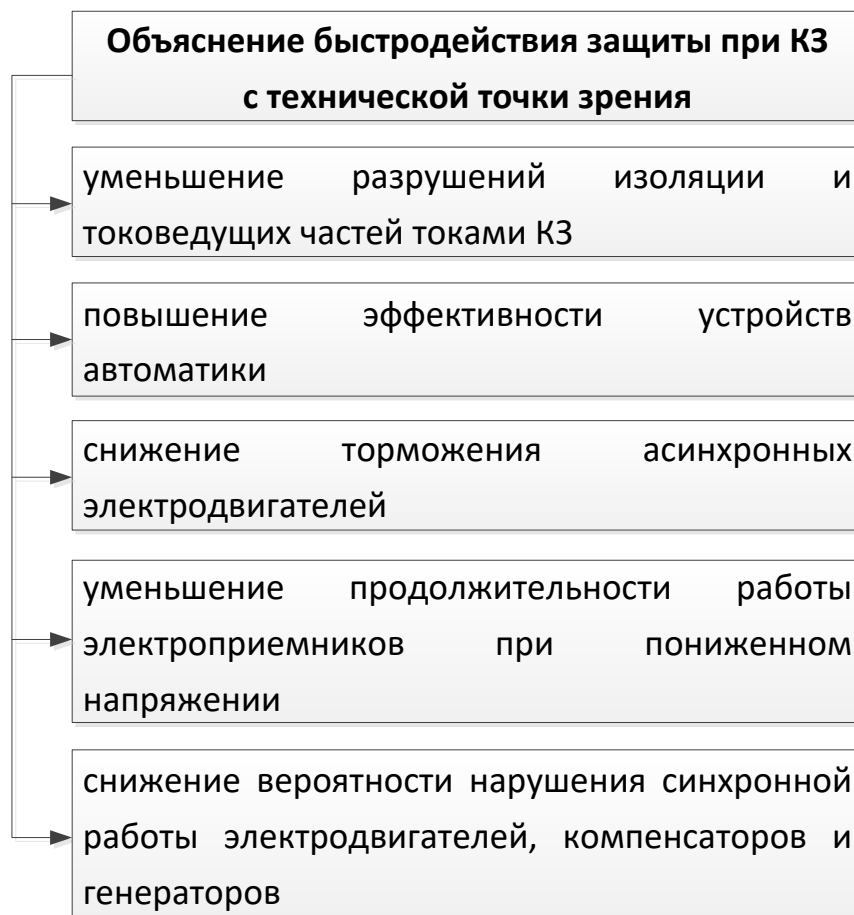 Объяснение быстродействия защиты при КЗ
с технической точки зрения
уменьшение разрушений изоляции и
токоведущих частей токами КЗ
повышение эффективности устройств
автоматики
снижение торможения асинхронных
электродвигателей
уменьшение продолжительности работы
электроприемников при пониженном
напряжении
снижение вероятности нарушения синхронной
работы электродвигателей, компенсаторов и
генераторов